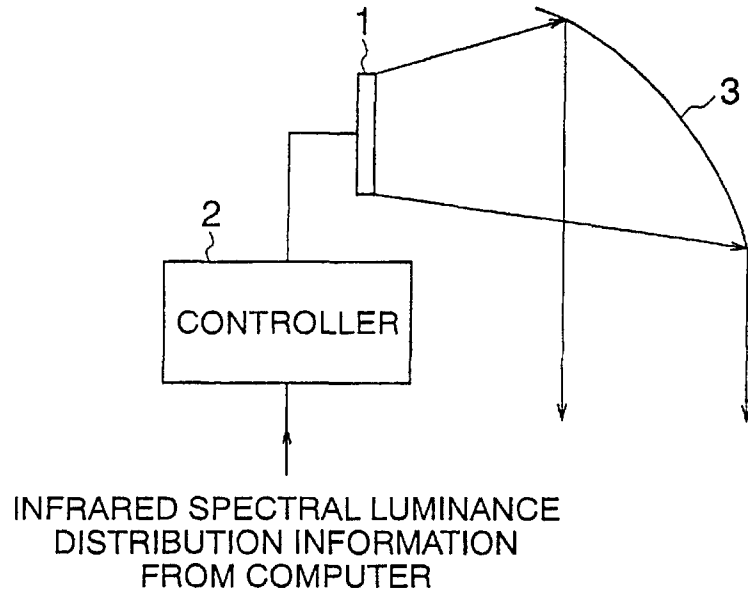 1
3
2
CONTROLLER
INFRARED SPECTRAL LUMINANCE
DISTRIBUTION INFORMATION
FROM COMPUTER